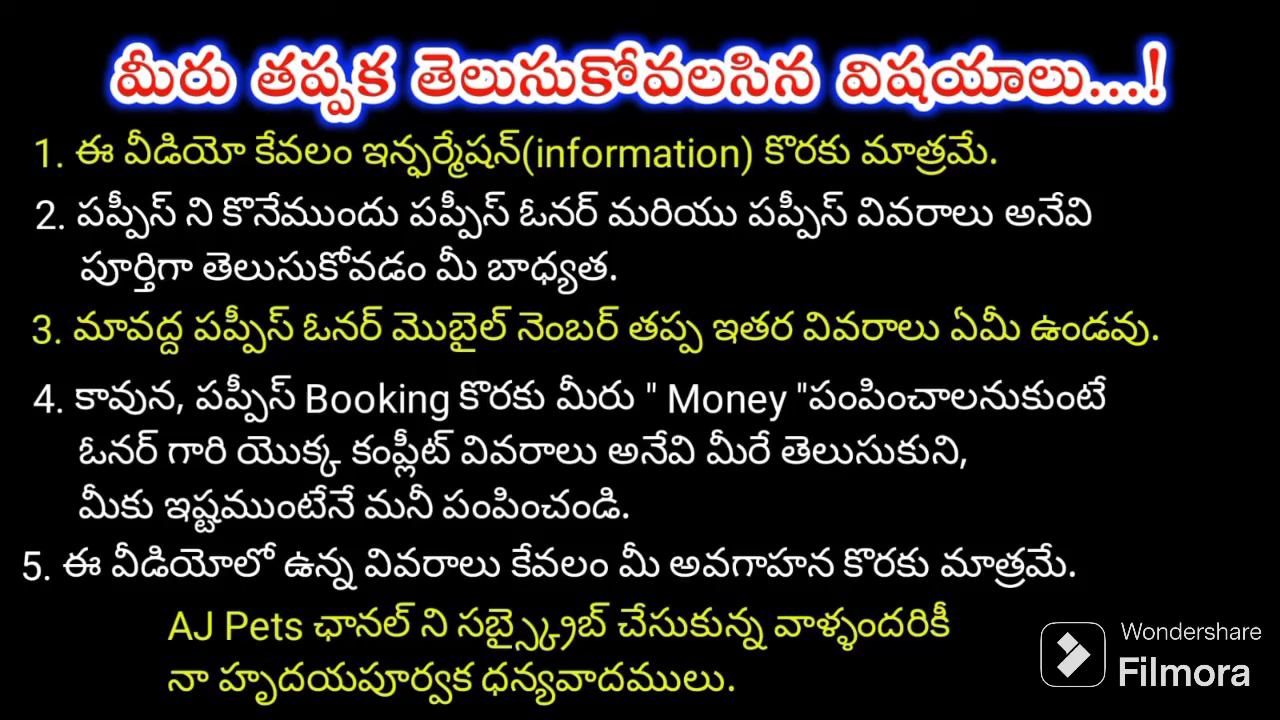 మీరు తప్పక తెలుసుకోవలసిన విషయాలు...!
1. ఈ వీడియో కేవలం ఇన్ఫర్మేషన్(information) కొరకు మాత్రమే.
2. పప్పీస్ ని కొనేముందు పప్పీస్ ఓనర్ మరియు పప్పీస్ వివరాలు అనేవి
పూర్తిగా తెలుసుకోవడం మీ బాధ్యత.
3. మావద్ద పప్పీస్ ఓనర్ మొబైల్ నెంబర్ తప్ప ఇతర వివరాలు ఏమీ ఉండవు.
4. కావున, పప్పీస్ Booking కొరకు మీరు " Money "పంపించాలనుకుంటే
ఓనర్ గారి యొక్క కంప్లీట్ వివరాలు అనేవి మీరే తెలుసుకుని,
మీకు ఇష్టముంటేనే మనీ పంపించండి.
5. ఈ వీడియోలో ఉన్న వివరాలు కేవలం మీ అవగాహన కొరకు మాత్రమే.
AJ Pets ఛానల్ ని సబ్స్క్రైబ్ చేసుకున్న వాళ్ళందరికీ
నా హృదయపూర్వక ధన్యవాదములు.
Wondershare
Filmora